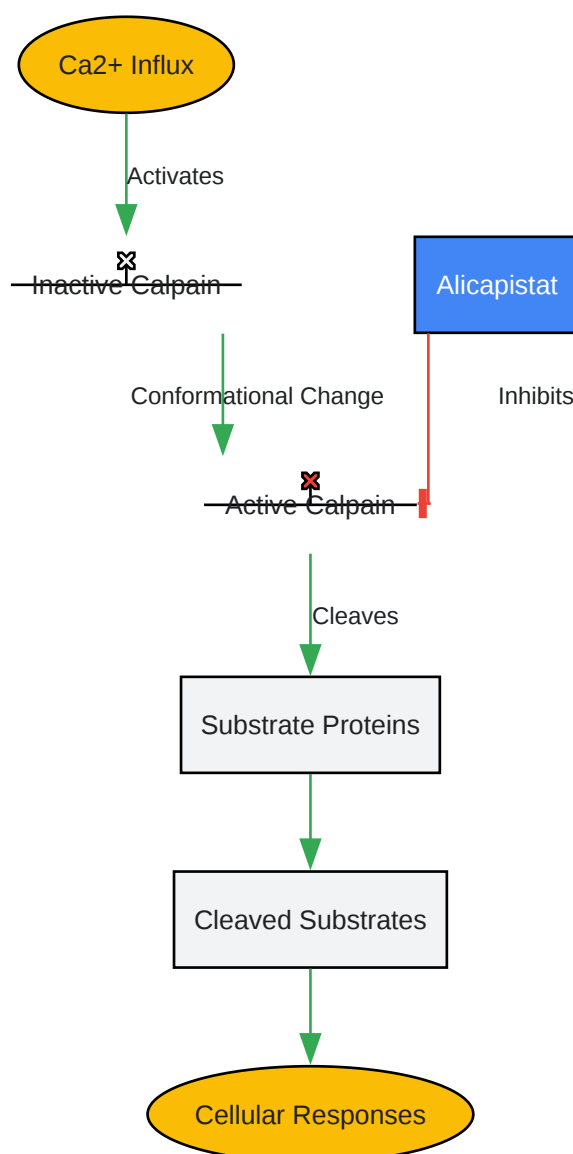 Ca2+ Influx
Activates
Inactive Calpain
Alicapistat
Conformational Change
Inhibits
Active Calpain
Cleaves
Substrate Proteins
Cleaved Substrates
Cellular Responses